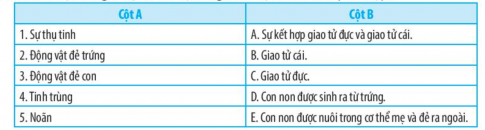 Cột A Cột B
1. Sự thụ tinh A. Sự kết hợp giao tử đực và giao tử cái.
2. Động vật đẻ trứng B. Giao tử cái.
3. Động vật đẻ con C. Giao tử đực.
4. Tinh trùng D. Con non được sinh ra từ trứng.
5. Noãn E. Con non được nuôi trong cơ thể mẹ và đẻ ra ngoài.